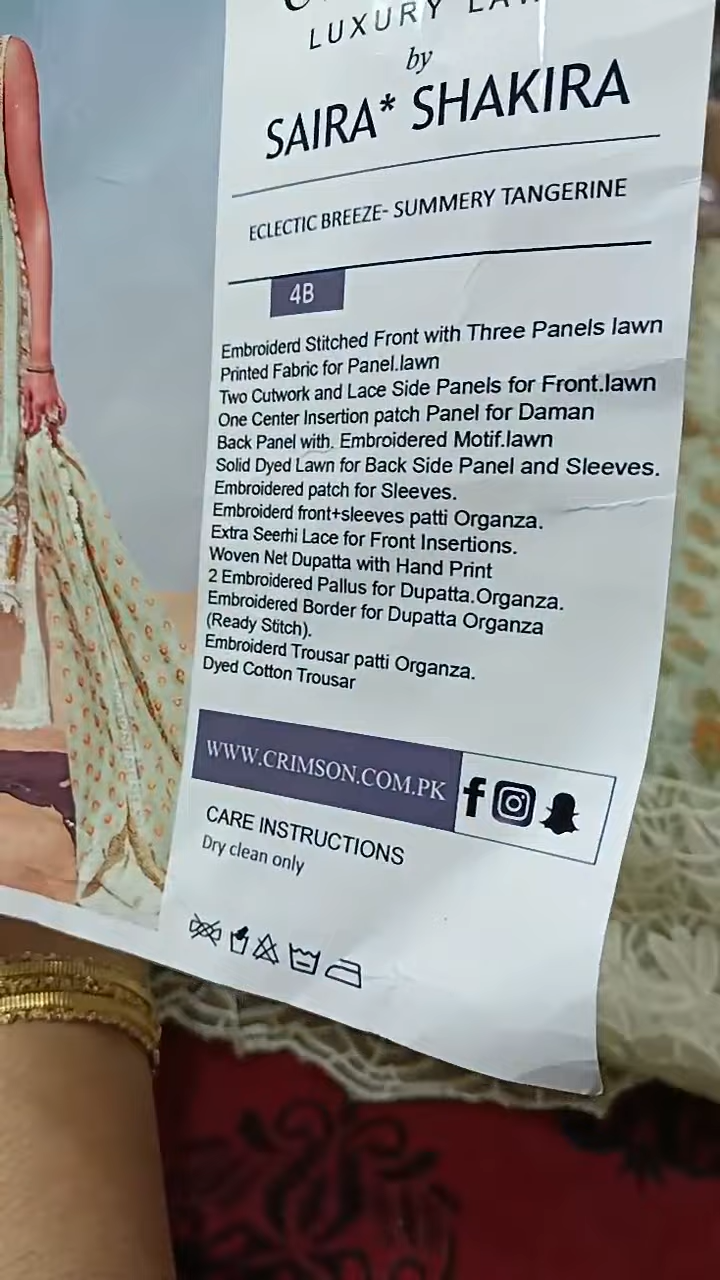 LUXURY
by
SAIRA* SHAKIRA
ECLECTIC BREEZE- SUMMERY TANGERINE
4B
Embroiderd Stitched Front with Three Panels lawn
Printed Fabric for Panel.lawn
Two Cutwork and Lace Side Panels for Front.lawn
One Center Insertion patch Panel for Daman
Back Panel with. Embroidered Motif.lawn
Solid Dyed Lawn for Back Side Panel and Sleeves.
Embroidered patch for Sleeves.
Embroiderd front+sleeves patti Organza.
Extra Seerhi Lace for Front Insertions.
Woven Net Dupatta with Hand Print
2 Embroidered Pallus for Dupatta.Organza.
Embroidered Border for Dupatta Organza
(Ready Stitch).
Embroiderd Trousar patti Organza.
Dyed Cotton Trousar
WWW.CRIMSON.COM.PK
CARE INSTRUCTIONS
Dry clean only